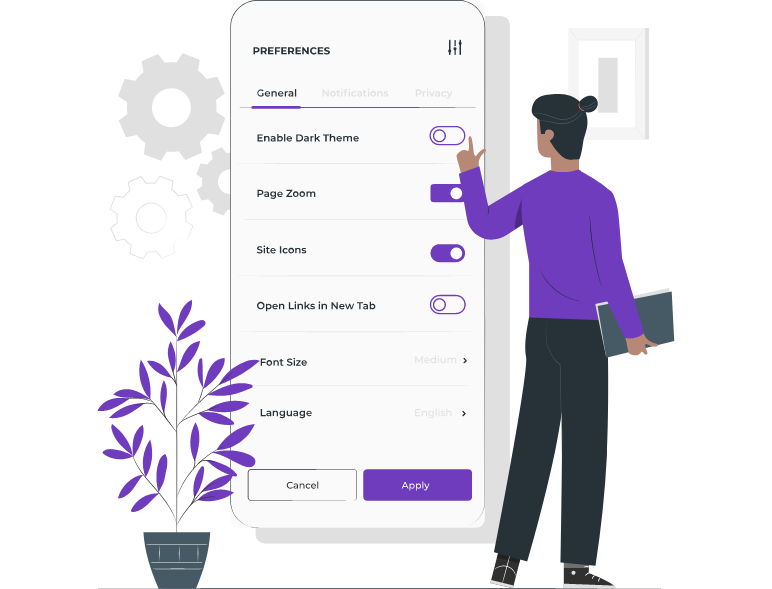 PREFERENCES
General Notifications Privacy
Enable Dark Theme
Page Zoom
Site Icons
Open Links in New Tab
Font Size Medium
Language English
Cancel Apply